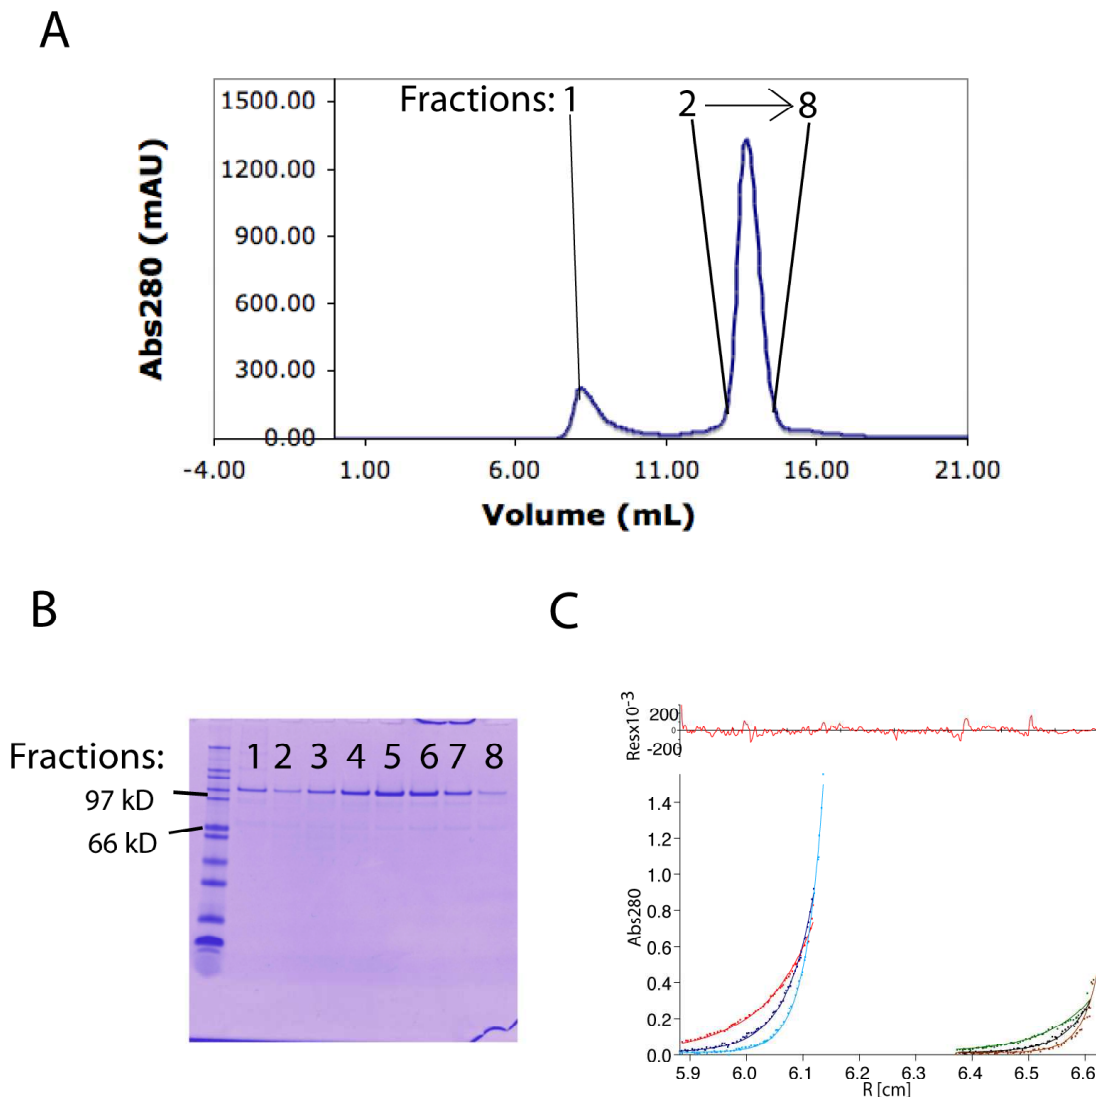 A
Fractions: 1 2 8
1500.00
1200.00
900.00
600.00
300.00
0.00
-4.00 1.00 6.00 11.00 16.00 21.00
Abs280 (mAU)
Volume (mL)
B
Fractions: 1 2 3 4 5 6 7 8
97 kD
66 kD
C
Resx10-3
200
0
-200
Abs280
1.4
1.2
1.0
0.8
0.6
0.4
0.2
0.0
5.9 6.0 6.1 6.2 6.3 6.4 6.5 6.6
R [cm]